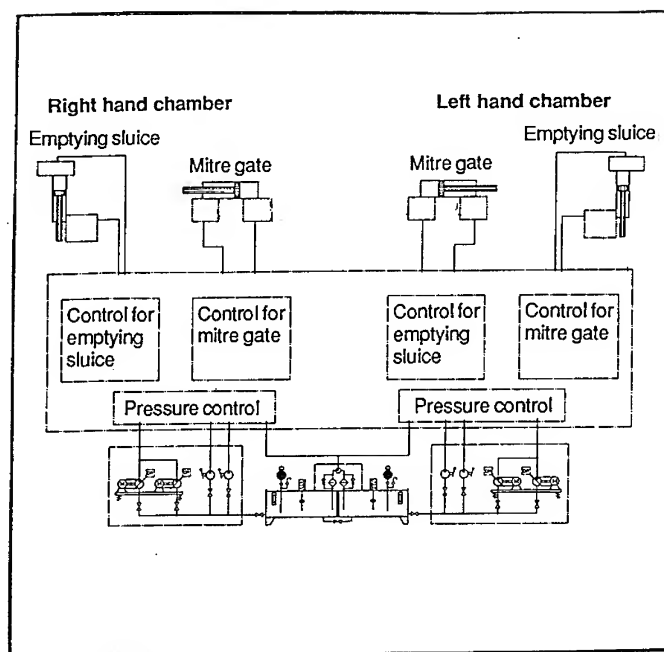 Right hand chamber
Left hand chamber
Emptying sluice
Emptying sluice
Mitre gate
Mitre gate
Control for
emptying
sluice
Control for
mitre gate
Control for
emptying
sluice
Control for
mitre gate
Pressure control
Pressure control